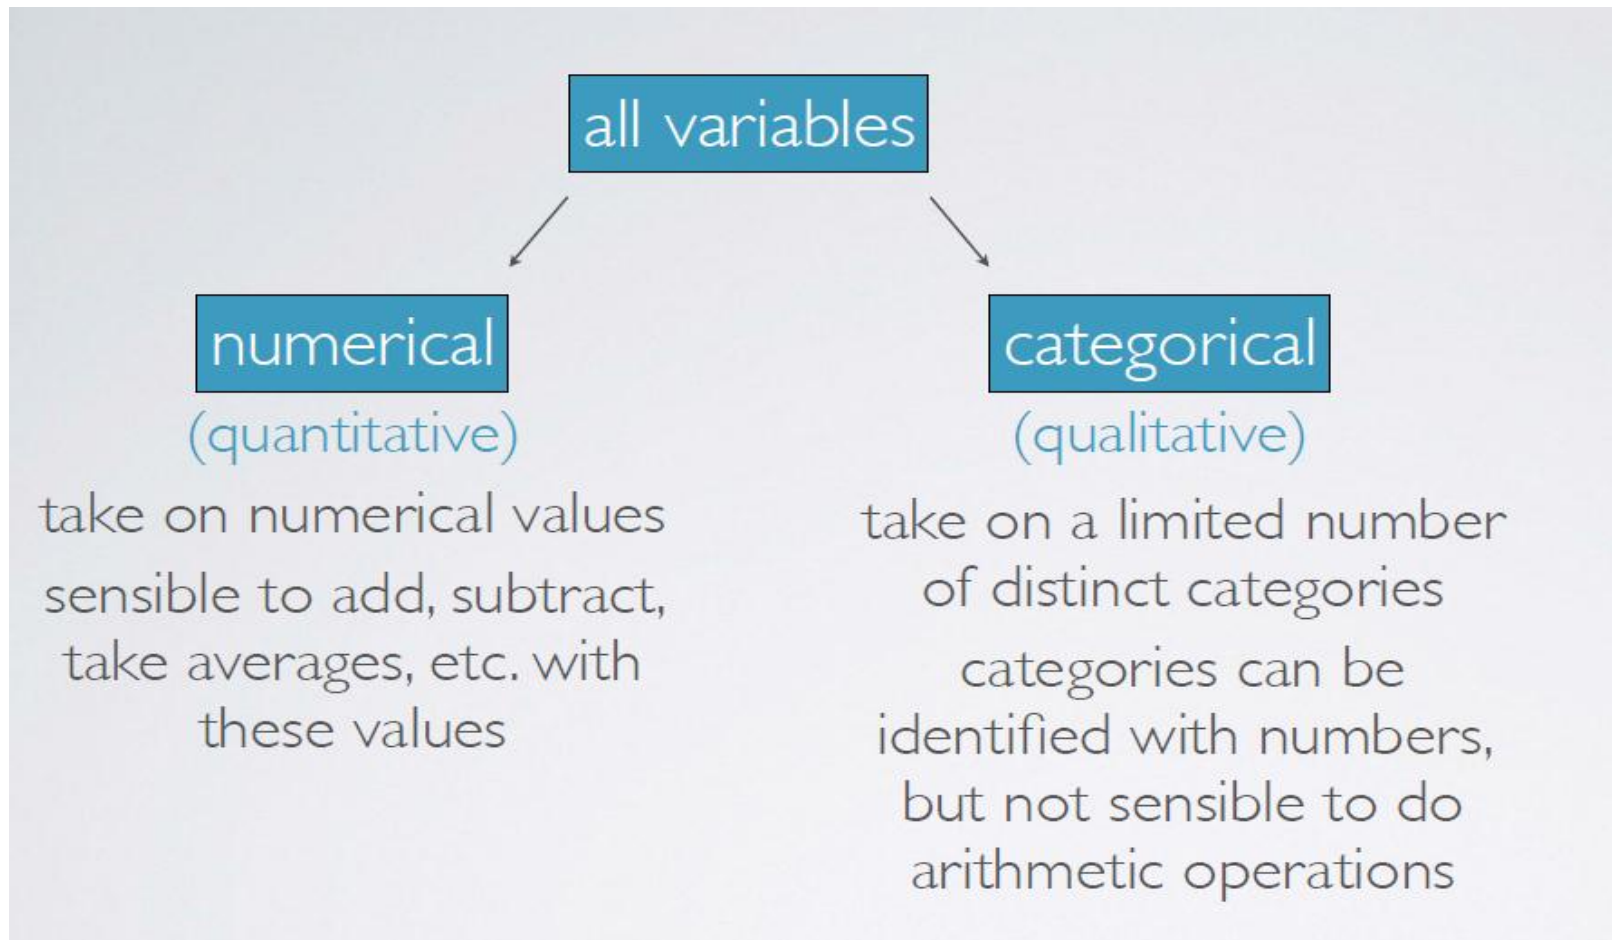 all variables
numerical
(quantitative)
take on numerical values
sensible to add, subtract,
take averages, etc. with
these values
categorical
(qualitative)
take on a limited number
of distinct categories
categories can be
identified with numbers,
but not sensible to do
arithmetic operations